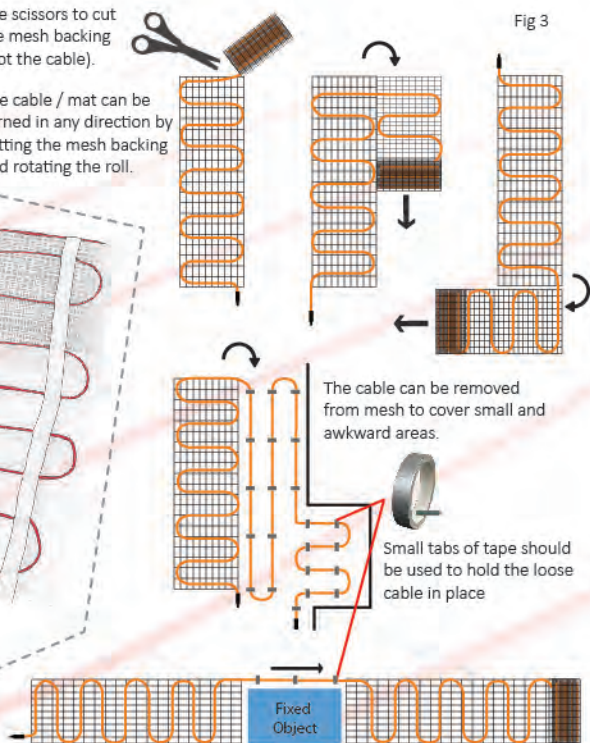 e scissors to cut
e mesh backing
ot the cable).
e cable / mat can be
rned in any direction by
tting the mesh backing
d rotating the roll.
Fig 3
The cable can be removed
from mesh to cover small and
awkward areas.
Small tabs of tape should
be used to hold the loose
cable in place
Fixed
Object